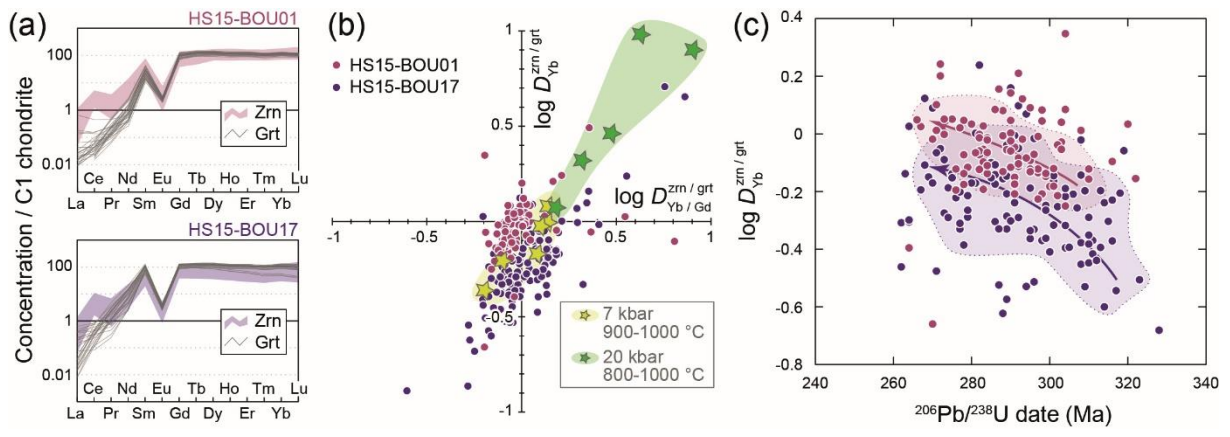 (a)
HS15-BOU01
Concentration / C1 chondrite
100
1
0.01
Zrn
Grt
Ce Nd Eu Tb Ho Tm Lu
La Pr Sm Gd Dy Er Yb
HS15-BOU17
100
1
0.01
Zrn
Grt
Ce Nd Eu Tb Ho Tm Lu
La Pr Sm Gd Dy Er Yb
(b)
HS15-BOU01
HS15-BOU17
log D zrn / grt Yb
log D zrn / grt Yb / Gd
1
0.5
-1 -0.5 0.5 1
-0.5
-1
7 kbar
900-1000 °C
20 kbar
800-1000 °C
(c)
log D zrn / grt Yb
0.4
0.2
0
-0.2
-0.4
-0.6
-0.8
240 260 280 300 320 340
206Pb/238U date (Ma)